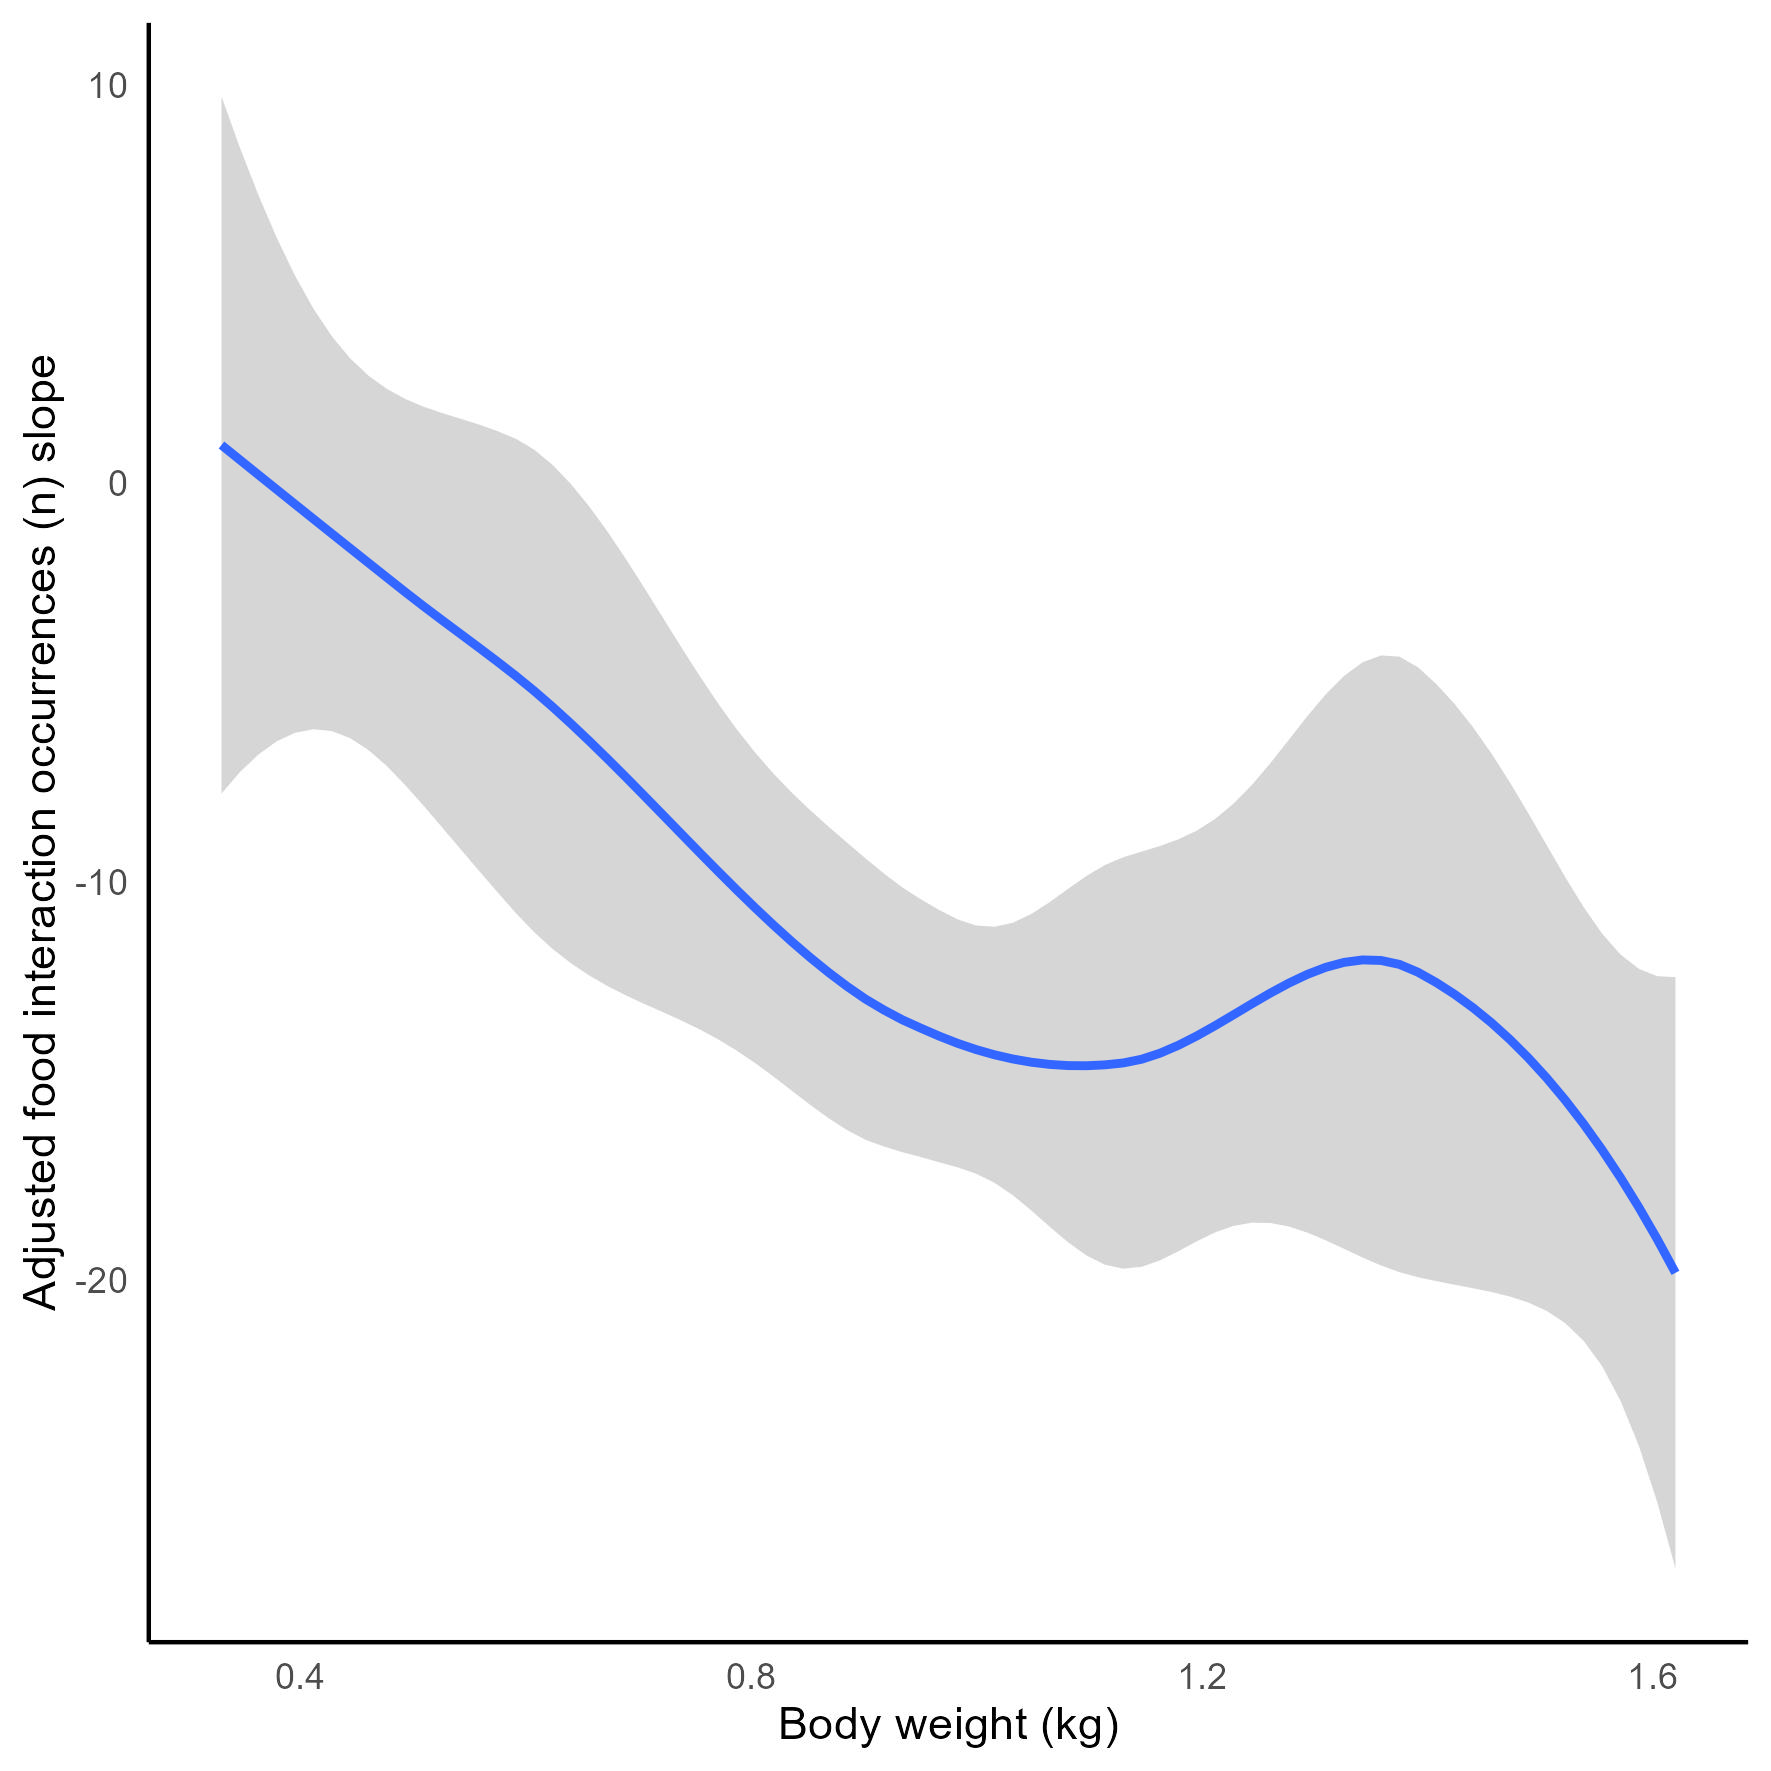 Adjusted food interaction occurrences (n) slope
10
0
-10
-20
0.4 0.8 1.2 1.6
Body weight (kg)